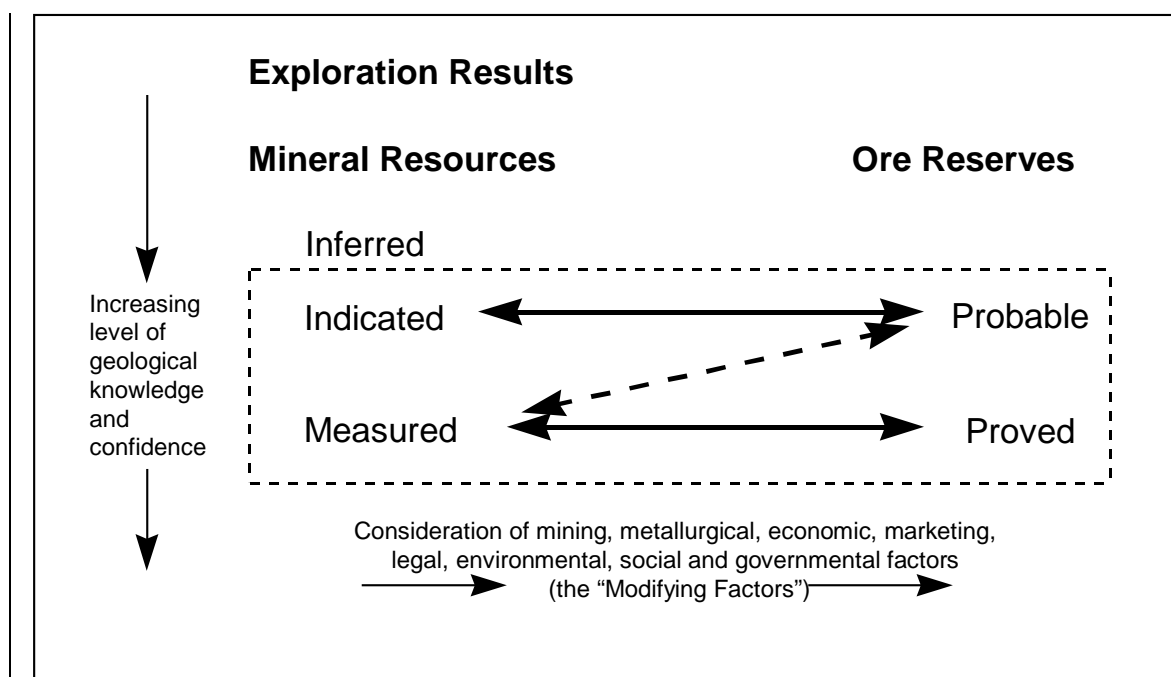 Exploration Results
Mineral Resources
Ore Reserves
Inferred
Increasing
level of
geological
knowledge
and
confidence
Indicated
Probable
Measured
Proved
Consideration of mining, metallurgical, economic, marketing,
legal, environmental, social and governmental factors
(the “Modifying Factors”)